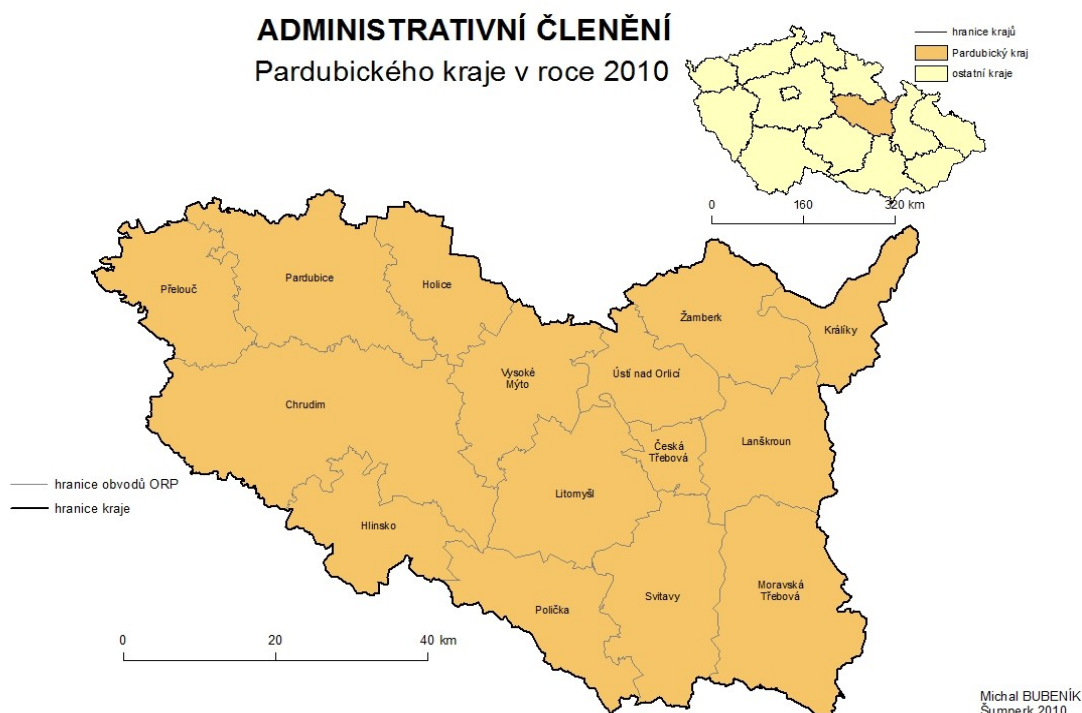 ADMINISTRATIVNÍ ČLENĚNÍ
Pardubického kraje v roce 2010
hranice krajů
Pardubický kraj
ostatní kraje
0 160 320 km
Přelouč
Pardubice
Holice
Žamberk
Králíky
Vysoké
Mýto
Ústí nad Orlicí
Chrudim
Česká
Třebová
Lanškroun
Litomyšl
hranice obvodů ORP
hranice kraje
Hlinsko
Polička
Svitavy
Moravská
Třebová
0 20 40 km
Michal BUBENÍK
Šumperk 2010